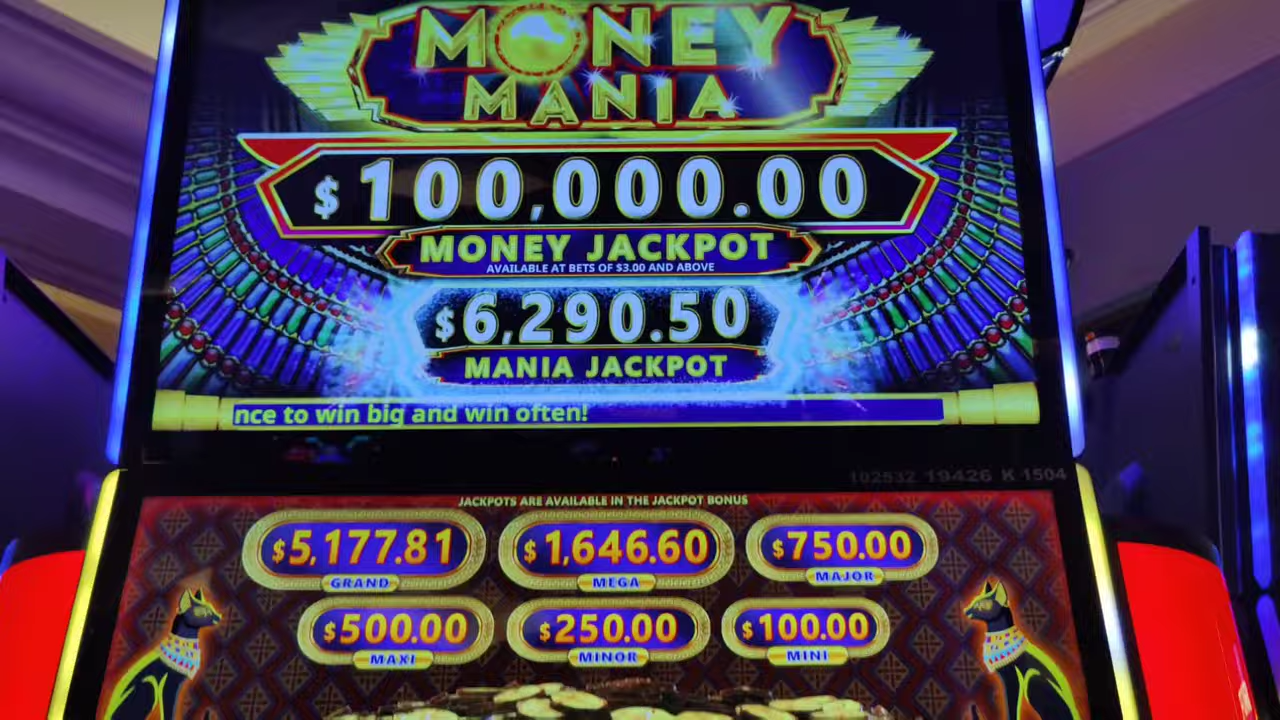 MONEY
MANIA
$100,000.00
MONEY JACKPOT
AVAILABLE AT BETS OF $3.00 AND ABOVE
$6,290.50
MANIA JACKPOT
nce to win big and win often!
102532 19426 K 1504
JACKPOTS ARE AVAILABLE IN THE JACKPOT BONUS
$5,177.81 $1,646.60 $750.00
GRAND MEGA MAJOR
$500.00 $250.00 $100.00
MAXI MINOR MINI